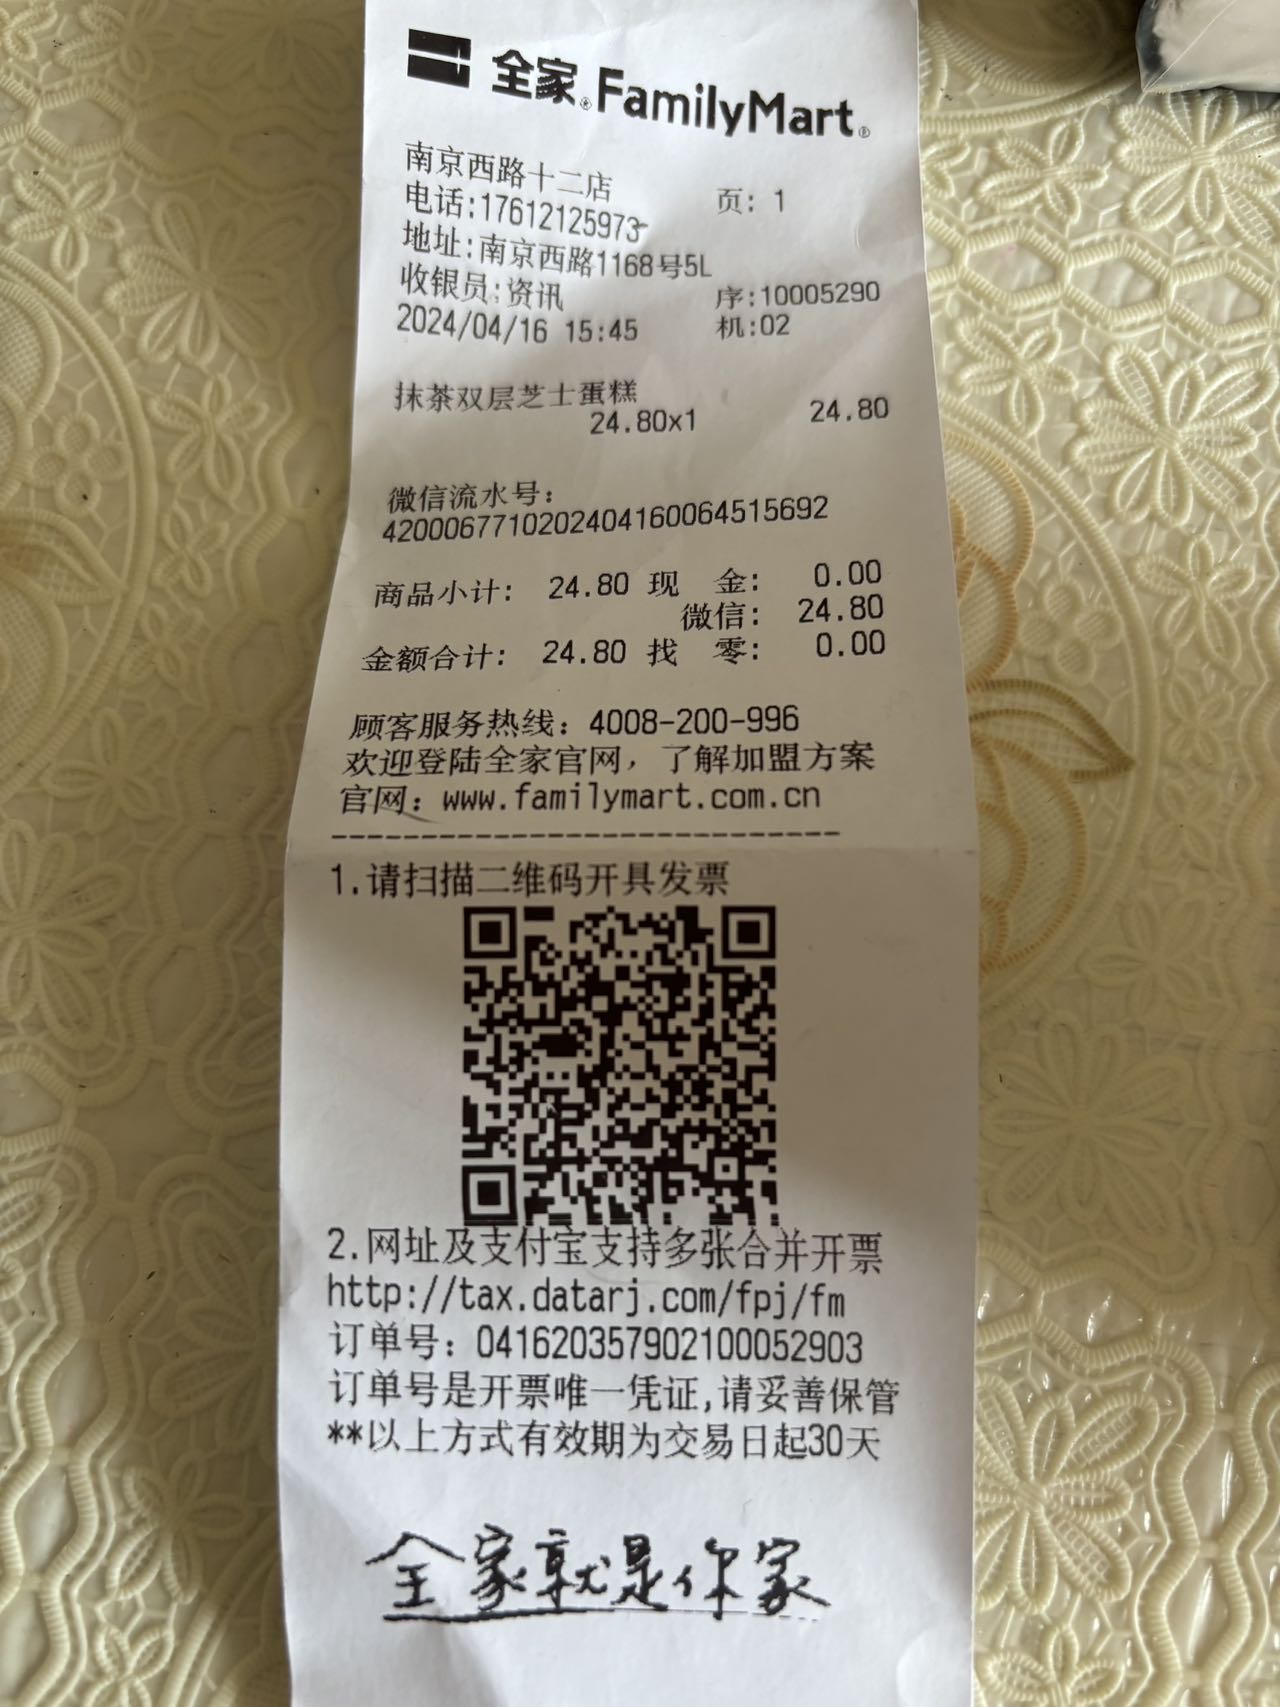 全家®FamilyMart®
南京西路十二店
电话:17612125973 页: 1
地址:南京西路1168号5L
收银员:资讯 序:10005290
2024/04/16 15:45 机:02
抹茶双层芝士蛋糕
24.80x1 24.80
微信流水号:
4200067710202404160064515692
商品小计: 24.80 现 金: 0.00
微信: 24.80
金额合计: 24.80 找 零: 0.00
顾客服务热线: 4008-200-996
欢迎登陆全家官网, 了解加盟方案
官网: www.familymart.com.cn
1.请扫描二维码开具发票
2.网址及支付宝支持多张合并开票
http://tax.datarj.com/fpj/fm
订单号: 0416203579021000052903
订单号是开票唯一凭证,请妥善保管
**以上方式有效期为交易日起30天
全家就是你家